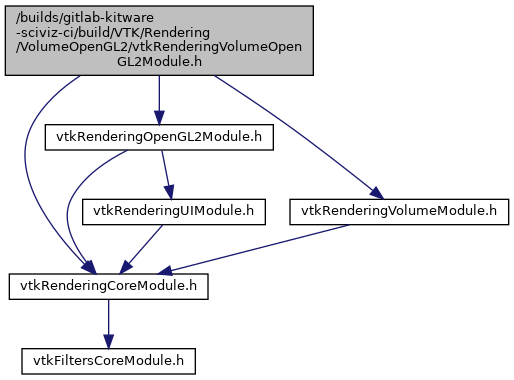 /builds/gitlab-kitware
-sciviz-ci/build/VTK/Rendering
/VolumeOpenGL2/vtkRenderingVolumeOpen
GL2Module.h
vtkRenderingOpenGL2Module.h
vtkRenderingUIModule.h
vtkRenderingVolumeModule.h
vtkRenderingCoreModule.h
vtkFiltersCoreModule.h